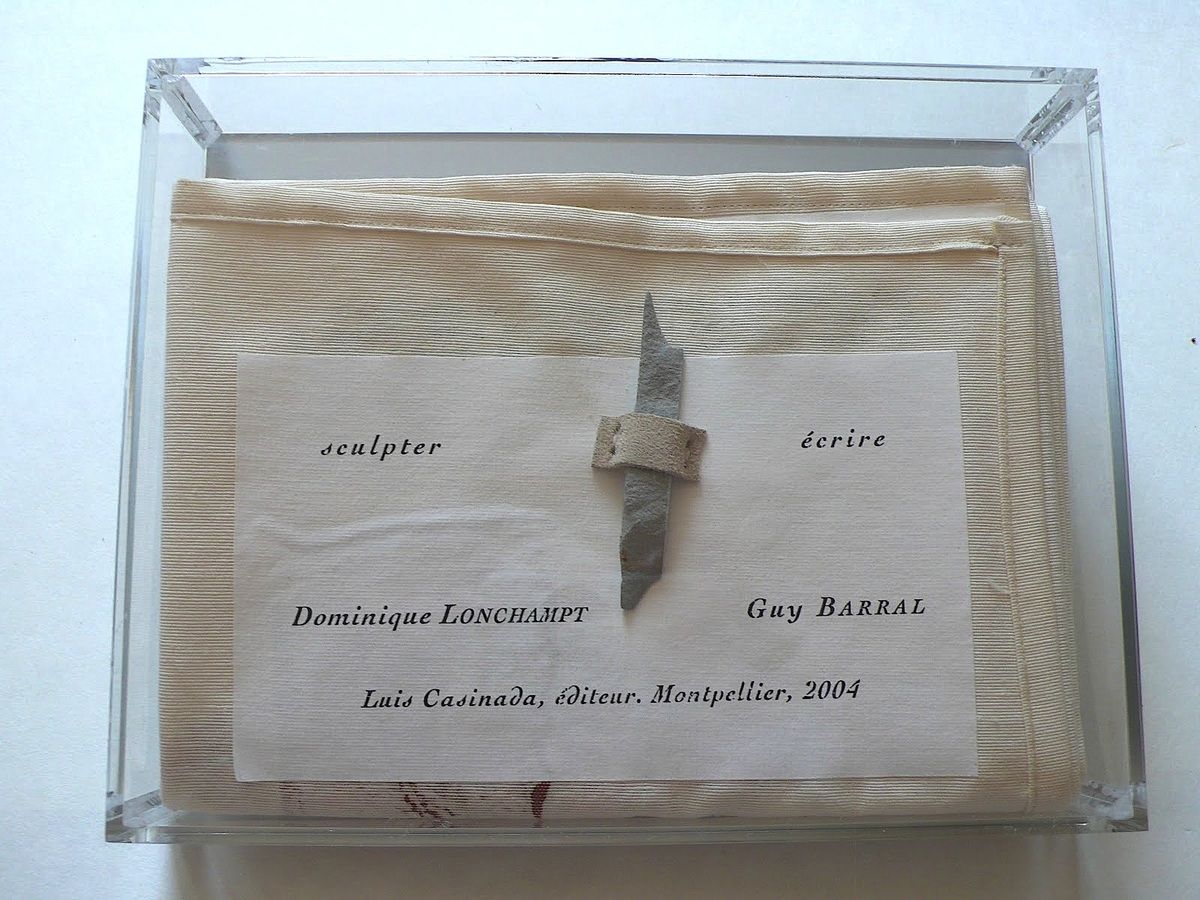 sculpter écrire
Dominique LONCHAMPT Guy BARRAL
Luis Casinada, éditeur. Montpellier, 2004